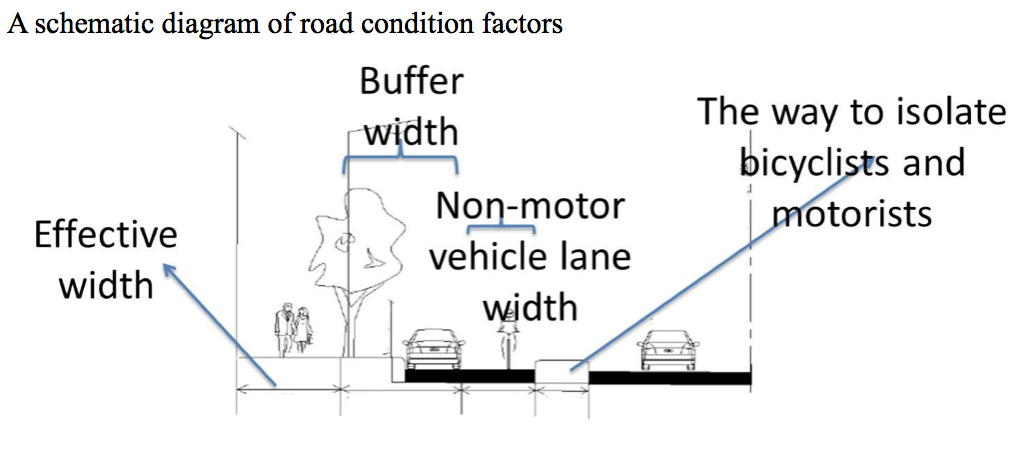 A schematic diagram of road condition factors
Buffer
width
The way to isolate
bicyclists and
motorists
Non-motor
vehicle lane
width
Effective
width